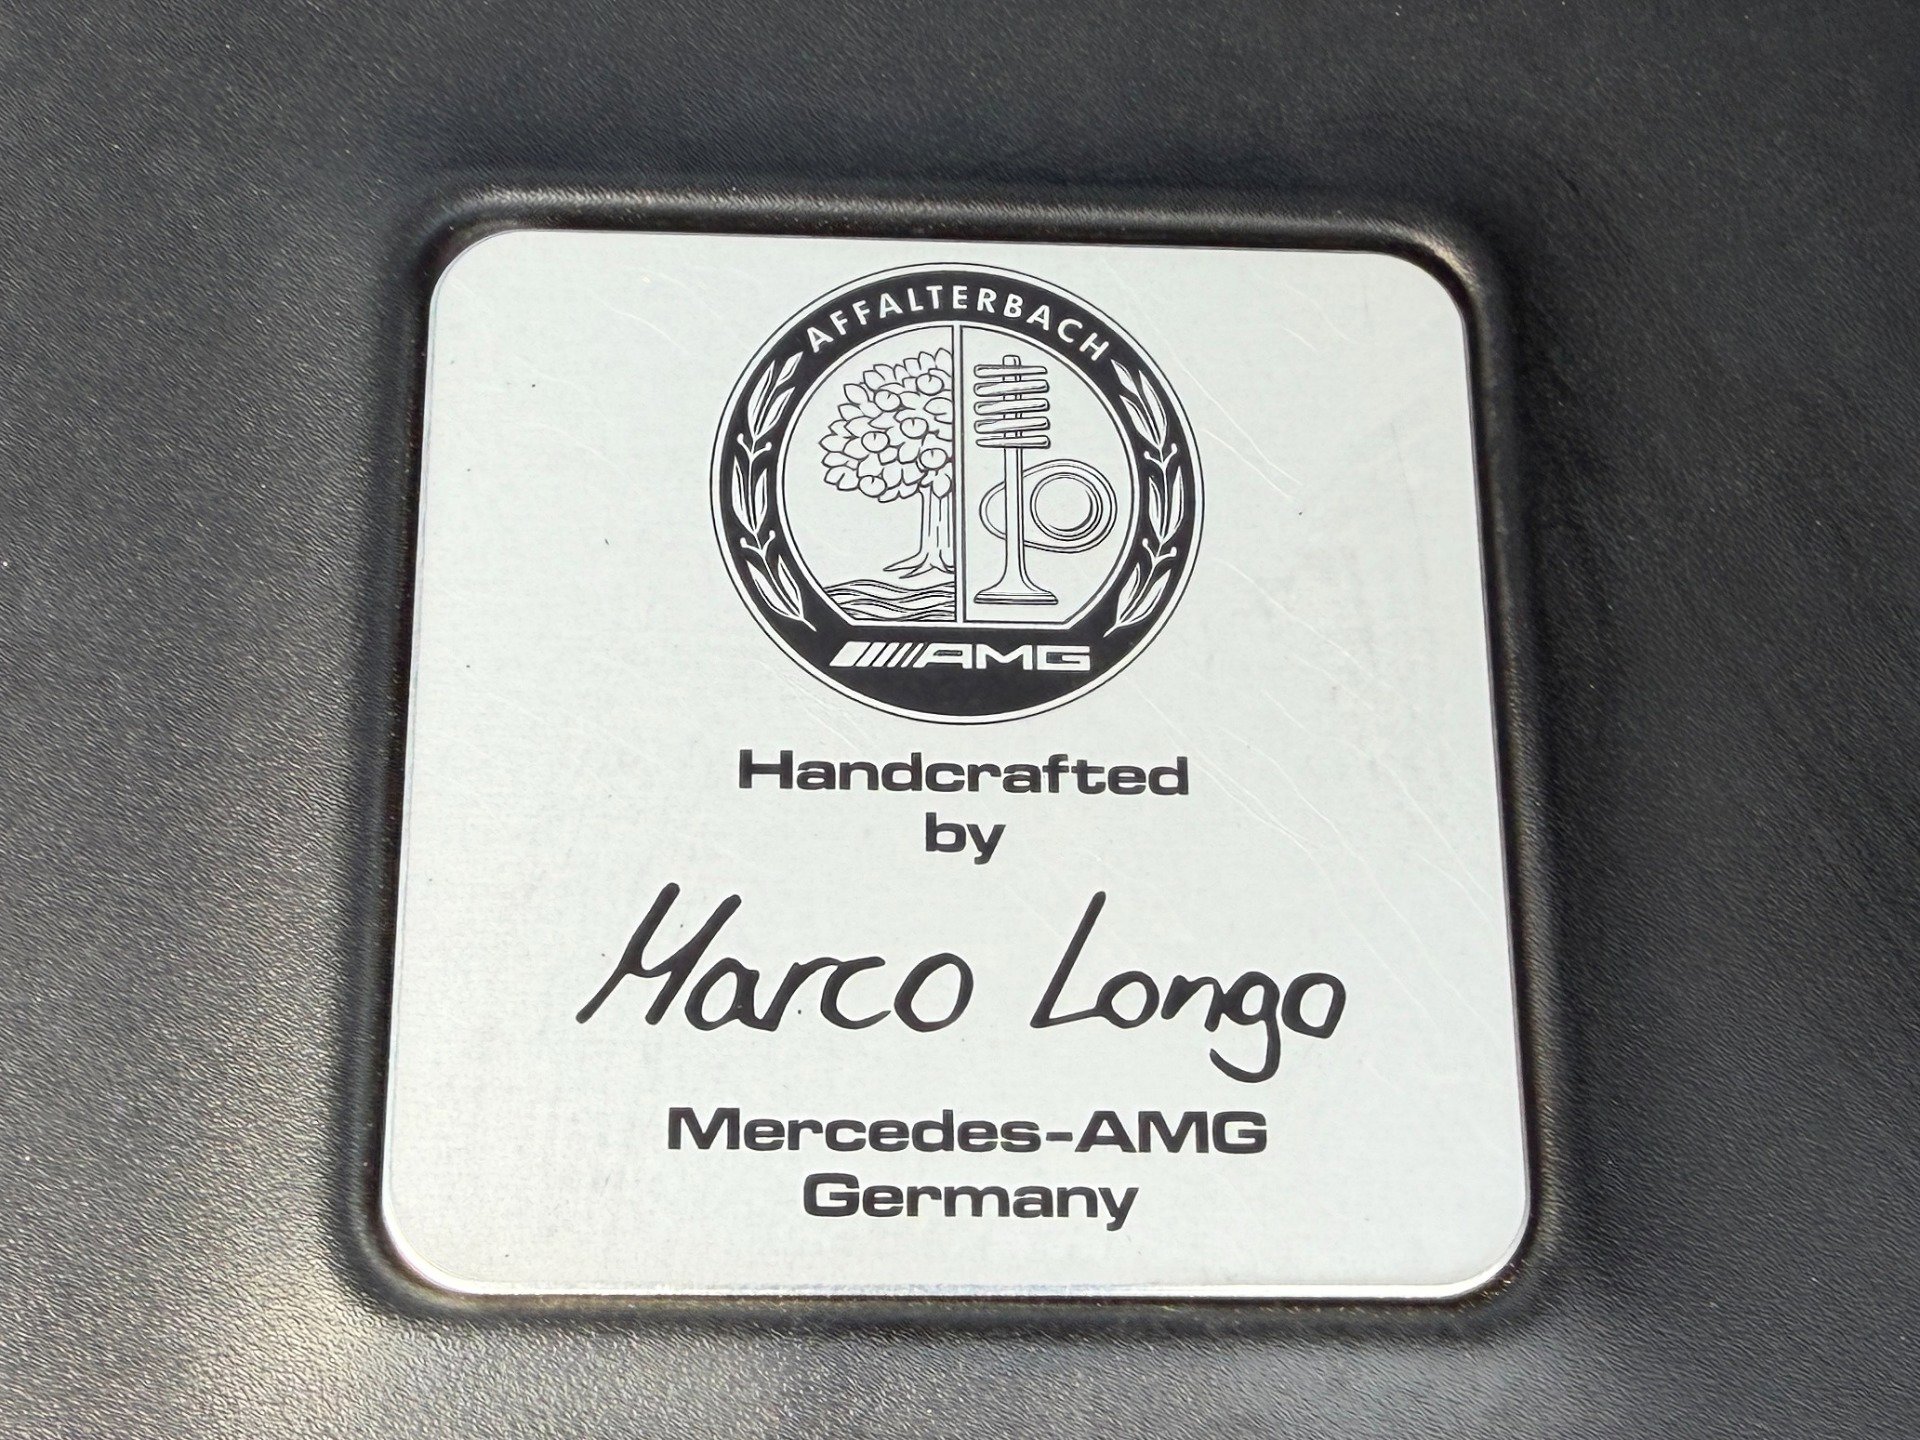 AFFALTERBACH
AMG
Handcrafted
by
Marco Longo
Mercedes-AMG
Germany